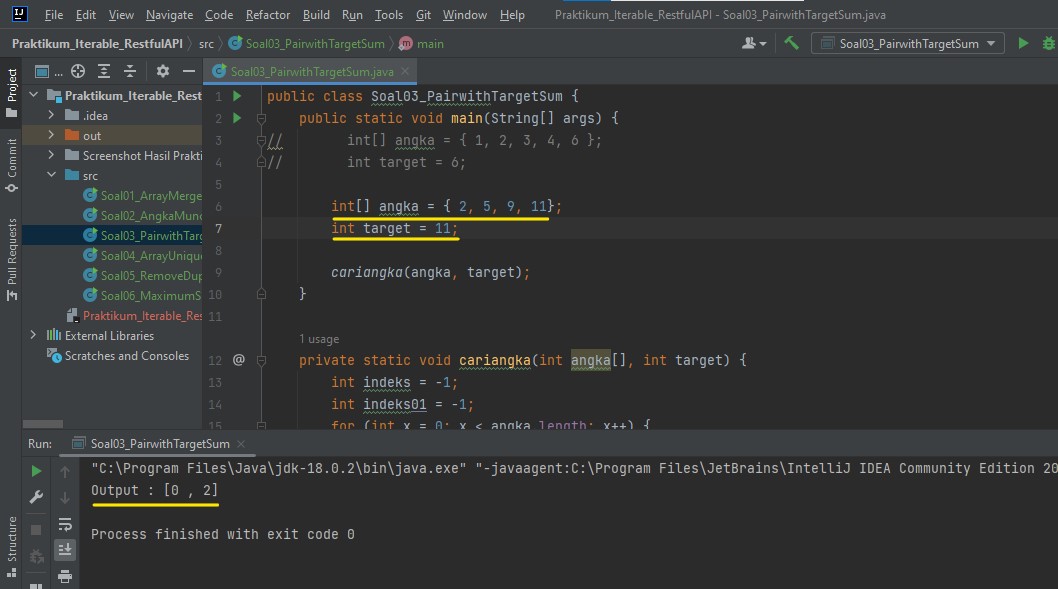 File Edit View Navigate Code Refactor Build Run Tools Git Window Help Praktikum_Iterable_RestfulAPI - Soal03_PairwithTargetSum.java
Praktikum_Iterable_RestfulAPI src Soal03_PairwithTargetSum main Soal03_PairwithTargetSum
Project
Commit
Pull Requests
Structure
...
Praktikum_Iterable_Rest
.idea
out
Screenshot Hasil Prakti
src
Soal01_ArrayMerge
Soal02_AngkaMunc
Soal03_PairwithTarg
Soal04_ArrayUnique
Soal05_RemoveDup
Soal06_MaximumS
Praktikum_Iterable_Res
External Libraries
Scratches and Consoles
Soal03_PairwithTargetSum.java
1 public class Soal03_PairwithTargetSum {
2 public static void main(String[] args) {
3 // int[] angka = { 1, 2, 3, 4, 6 };
4 // int target = 6;
5
6 int[] angka = { 2, 5, 9, 11};
7 int target = 11;
8
9 cariangka(angka, target);
10 }
11
1 usage
12 @ private static void cariangka(int angka[], int target) {
13 int indeks = -1;
14 int indeks01 = -1;
15 for (int x = 0; x < angka.length; x++) {
Run: Soal03_PairwithTargetSum
"C:\Program Files\Java\jdk-18.0.2\bin\java.exe" "-javaagent:C:\Program Files\JetBrains\IntelliJ IDEA Community Edition 20
Output : [0 , 2]
Process finished with exit code 0